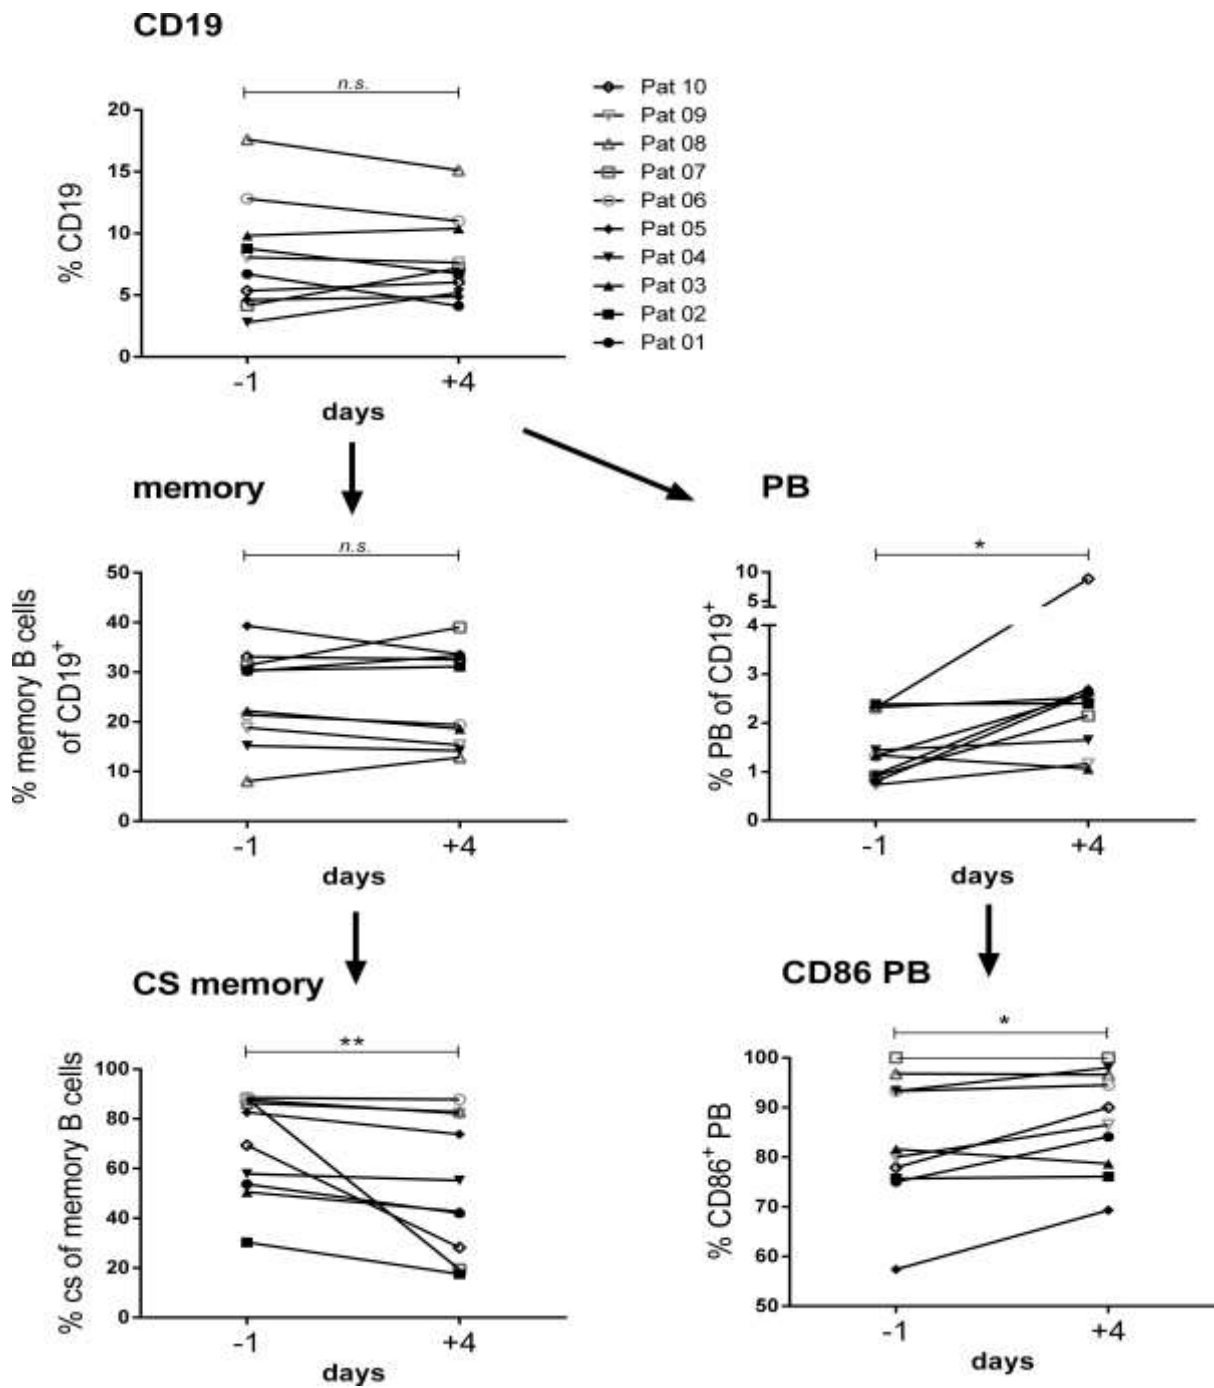 CD19
n.s.
% CD19
20
15
10
5
0
-1
+4
days
Pat 10
Pat 09
Pat 08
Pat 07
Pat 06
Pat 05
Pat 04
Pat 03
Pat 02
Pat 01
memory
n.s.
% memory B cells
of CD19+
50
40
30
20
10
0
-1
+4
days
PB
*
% PB of CD19+
10
5
4
3
2
1
0
-1
+4
days
CS memory
**
% cs of memory B cells
100
80
60
40
20
0
-1
+4
days
CD86 PB
*
% CD86+ PB
100
90
80
70
60
50
-1
+4
days